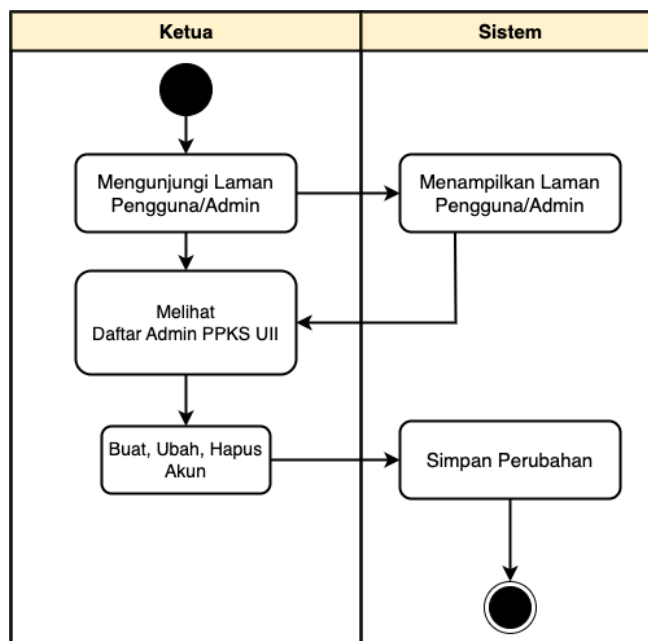 Ketua
Sistem
Mengunjungi Laman
Pengguna/Admin
Menampilkan Laman
Pengguna/Admin
Melihat
Daftar Admin PPKS UII
Buat, Ubah, Hapus
Akun
Simpan Perubahan